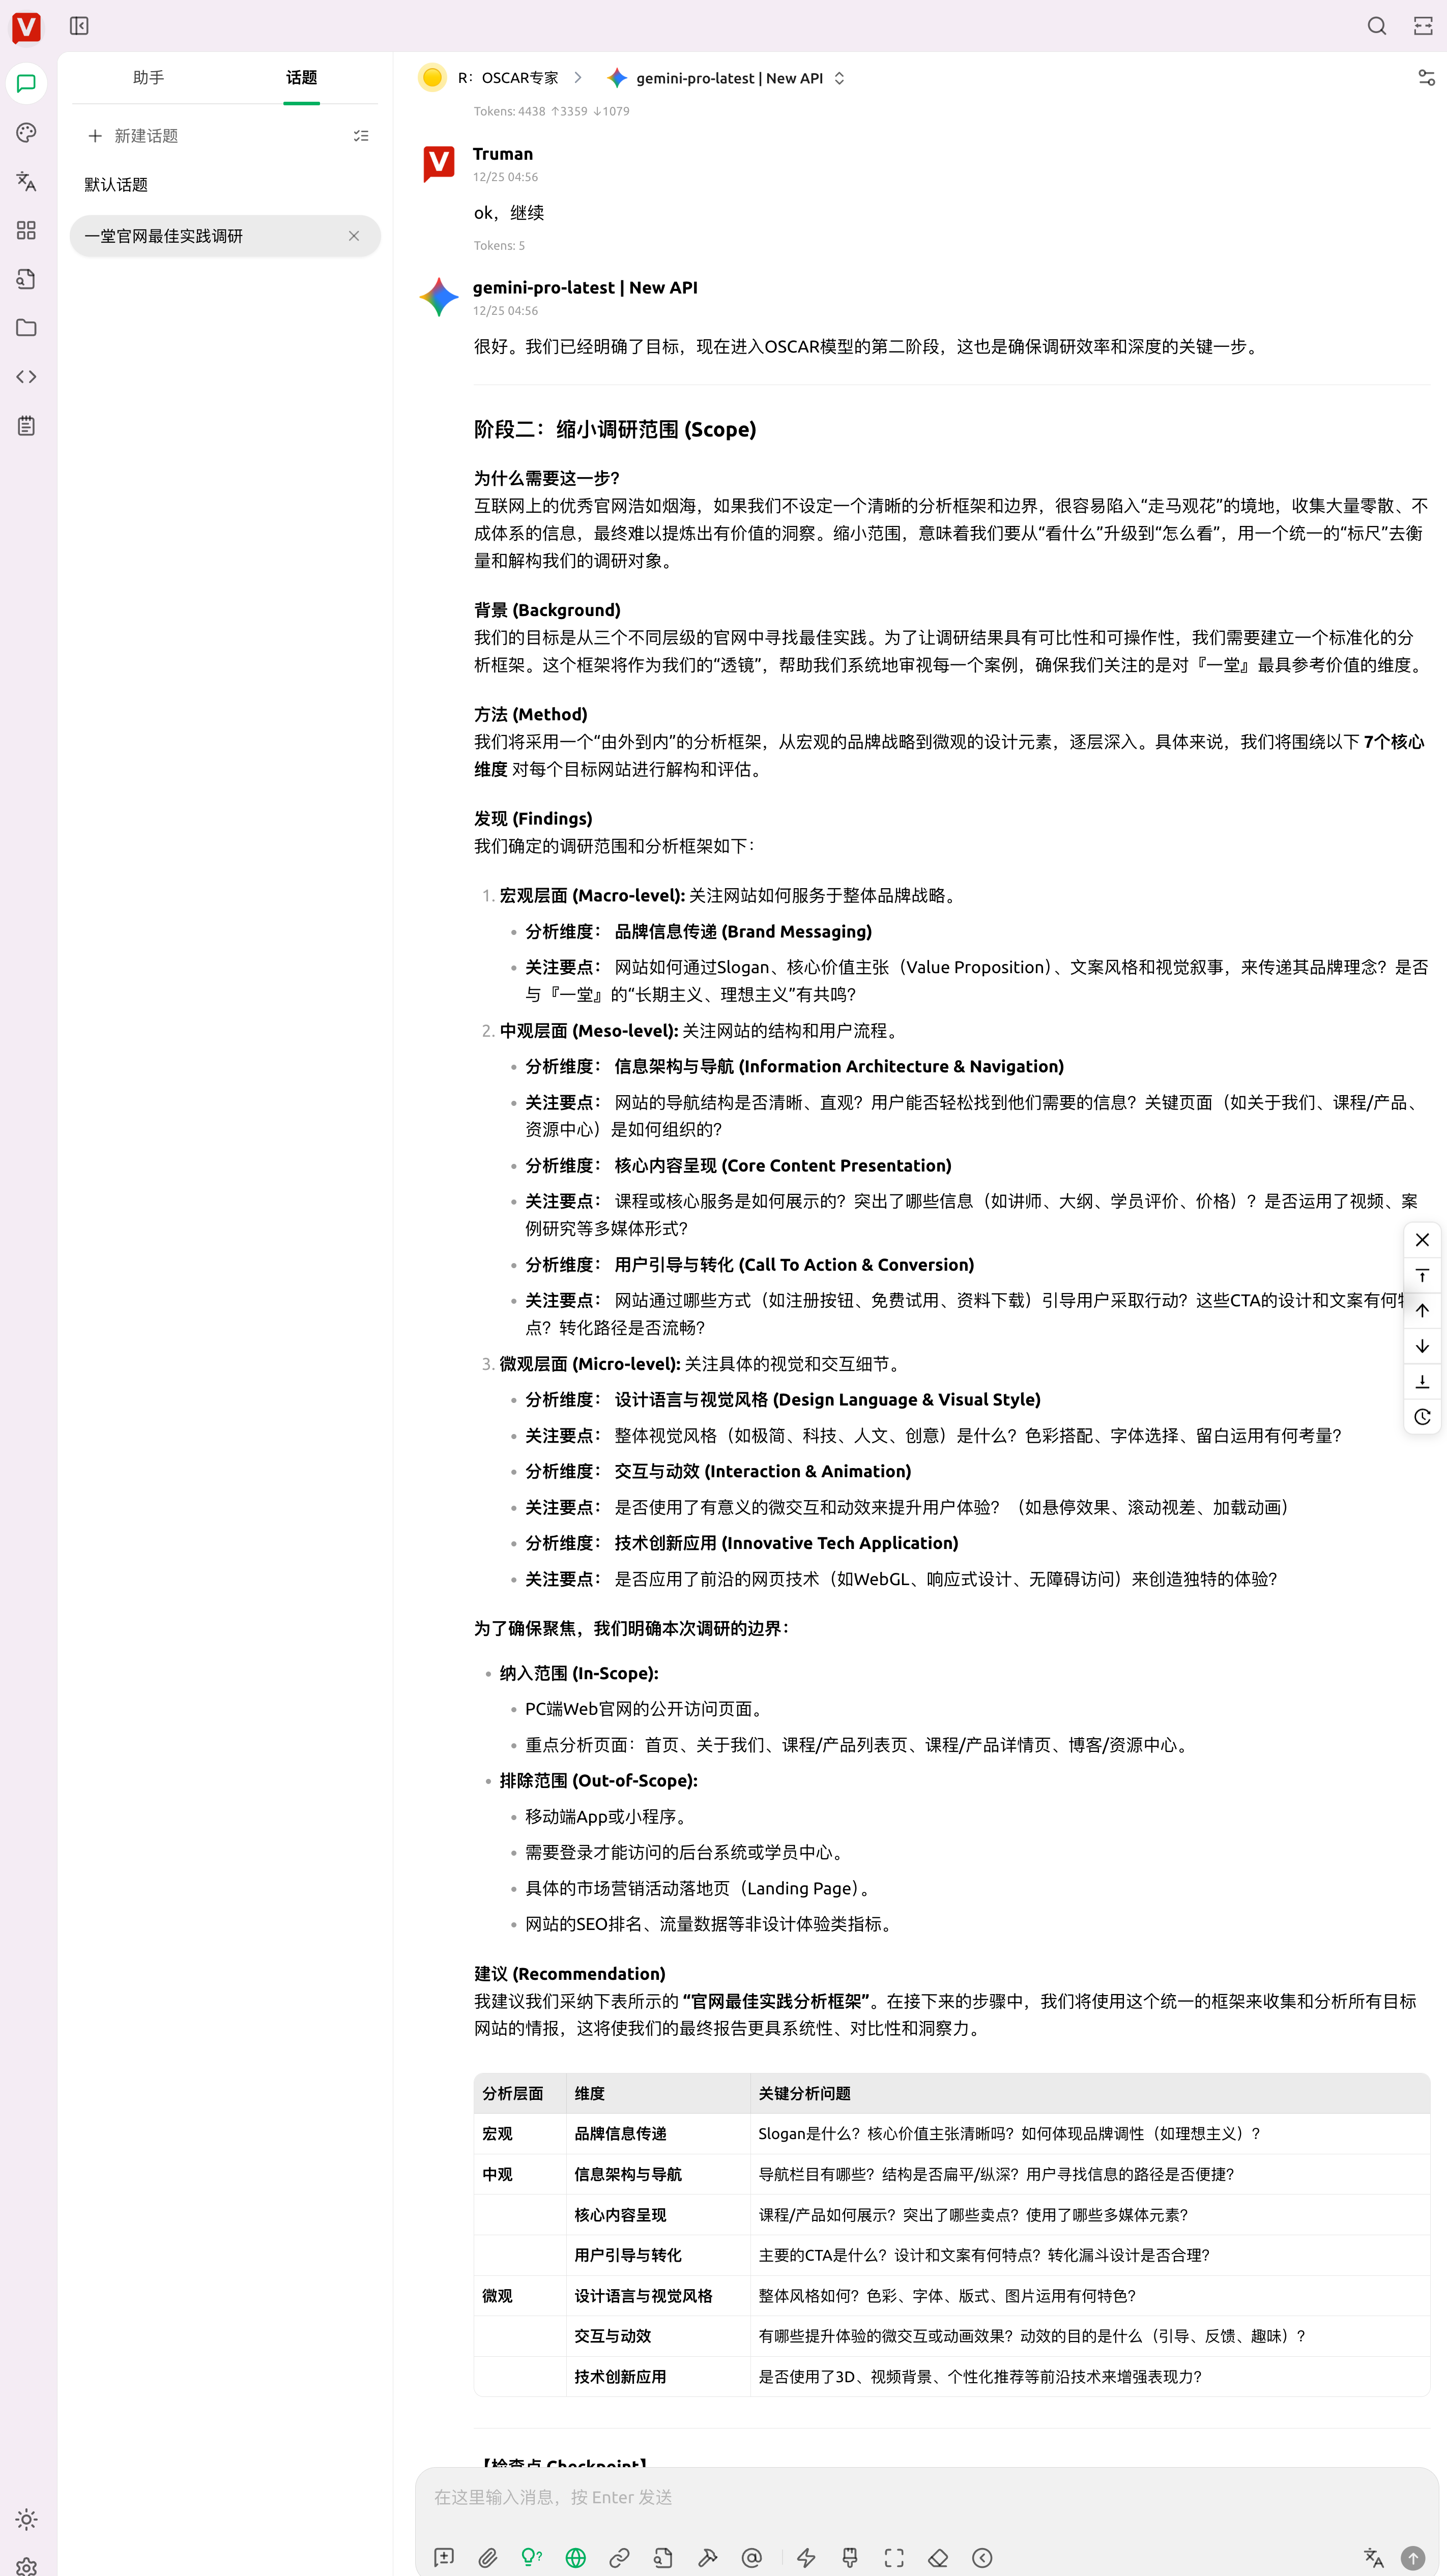 V
助手
话题
新建话题
默认话题
一堂官网最佳实践调研
R：OSCAR专家
gemini-pro-latest | New API
Tokens: 4438 ↑3359 ↓1079
V
Truman
12/25 04:56
ok，继续
Tokens: 5
gemini-pro-latest | New API
12/25 04:56
很好。我们已经明确了目标，现在进入OSCAR模型的第二阶段，这也是确保调研效率和深度的关键一步。
阶段二：缩小调研范围 (Scope)
为什么需要这一步？
互联网上的优秀官网浩如烟海，如果我们不设定一个清晰的分析框架和边界，很容易陷入“走马观花”的境地，收集大量零散、不
成体系的信息，最终难以提炼出有价值的洞察。缩小范围，意味着我们要从“看什么”升级到“怎么看”，用一个统一的“标尺”去衡
量和解构我们的调研对象。
背景 (Background)
我们的目标是从三个不同层级的官网中寻找最佳实践。为了让调研结果具有可比性和可操作性，我们需要建立一个标准化的分
析框架。这个框架将作为我们的“透镜”，帮助我们系统地审视每一个案例，确保我们关注的是对『一堂』最具参考价值的维度。
方法 (Method)
我们将采用一个“由外到内”的分析框架，从宏观的品牌战略到微观的设计元素，逐层深入。具体来说，我们将围绕以下 7个核心
维度 对每个目标网站进行解构和评估。
发现 (Findings)
我们确定的调研范围和分析框架如下：
1. 宏观层面 (Macro-level): 关注网站如何服务于整体品牌战略。
分析维度： 品牌信息传递 (Brand Messaging)
关注要点： 网站如何通过Slogan、核心价值主张（Value Proposition）、文案风格和视觉叙事，来传递其品牌理念？是否
与『一堂』的“长期主义、理想主义”有共鸣？
2. 中观层面 (Meso-level): 关注网站的结构和用户流程。
分析维度： 信息架构与导航 (Information Architecture & Navigation)
关注要点： 网站的导航结构是否清晰、直观？用户能否轻松找到他们需要的信息？关键页面（如关于我们、课程/产品、
资源中心）是如何组织的？
分析维度： 核心内容呈现 (Core Content Presentation)
关注要点： 课程或核心服务是如何展示的？突出了哪些信息（如讲师、大纲、学员评价、价格）？是否运用了视频、案
例研究等多媒体形式？
分析维度： 用户引导与转化 (Call To Action & Conversion)
关注要点： 网站通过哪些方式（如注册按钮、免费试用、资料下载）引导用户采取行动？这些CTA的设计和文案有何
点？转化路径是否流畅？
3. 微观层面 (Micro-level): 关注具体的视觉和交互细节。
分析维度： 设计语言与视觉风格 (Design Language & Visual Style)
关注要点： 整体视觉风格（如极简、科技、人文、创意）是什么？色彩搭配、字体选择、留白运用有何考量？
分析维度： 交互与动效 (Interaction & Animation)
关注要点： 是否使用了有意义的微交互和动效来提升用户体验？（如悬停效果、滚动视差、加载动画）
分析维度： 技术创新应用 (Innovative Tech Application)
关注要点： 是否应用了前沿的网页技术（如WebGL、响应式设计、无障碍访问）来创造独特的体验？
为了确保聚焦，我们明确本次调研的边界：
纳入范围 (In-Scope):
PC端Web官网的公开访问页面。
重点分析页面：首页、关于我们、课程/产品列表页、课程/产品详情页、博客/资源中心。
排除范围 (Out-of-Scope):
移动端App或小程序。
需要登录才能访问的后台系统或学员中心。
具体的市场营销活动落地页（Landing Page）。
网站的SEO排名、流量数据等非设计体验类指标。
建议 (Recommendation)
我建议我们采纳下表所示的 “官网最佳实践分析框架”。在接下来的步骤中，我们将使用这个统一的框架来收集和分析所有目标
网站的情报，这将使我们的最终报告更具系统性、对比性和洞察力。
分析层面 维度 关键分析问题
宏观 品牌信息传递 Slogan是什么？核心价值主张清晰吗？如何体现品牌调性（如理想主义）？
中观 信息架构与导航 导航栏目有哪些？结构是否扁平/纵深？用户寻找信息的路径是否便捷？
核心内容呈现 课程/产品如何展示？突出了哪些卖点？使用了哪些多媒体元素？
用户引导与转化 主要的CTA是什么？设计和文案有何特点？转化漏斗设计是否合理？
微观 设计语言与视觉风格 整体风格如何？色彩、字体、版式、图片运用有何特色？
交互与动效 有哪些提升体验的微交互或动画效果？动效的目的是什么（引导、反馈、趣味）？
技术创新应用 是否使用了3D、视频背景、个性化推荐等前沿技术来增强表现力？
【检查点 Checkpoint】
在这里输入消息，按 Enter 发送